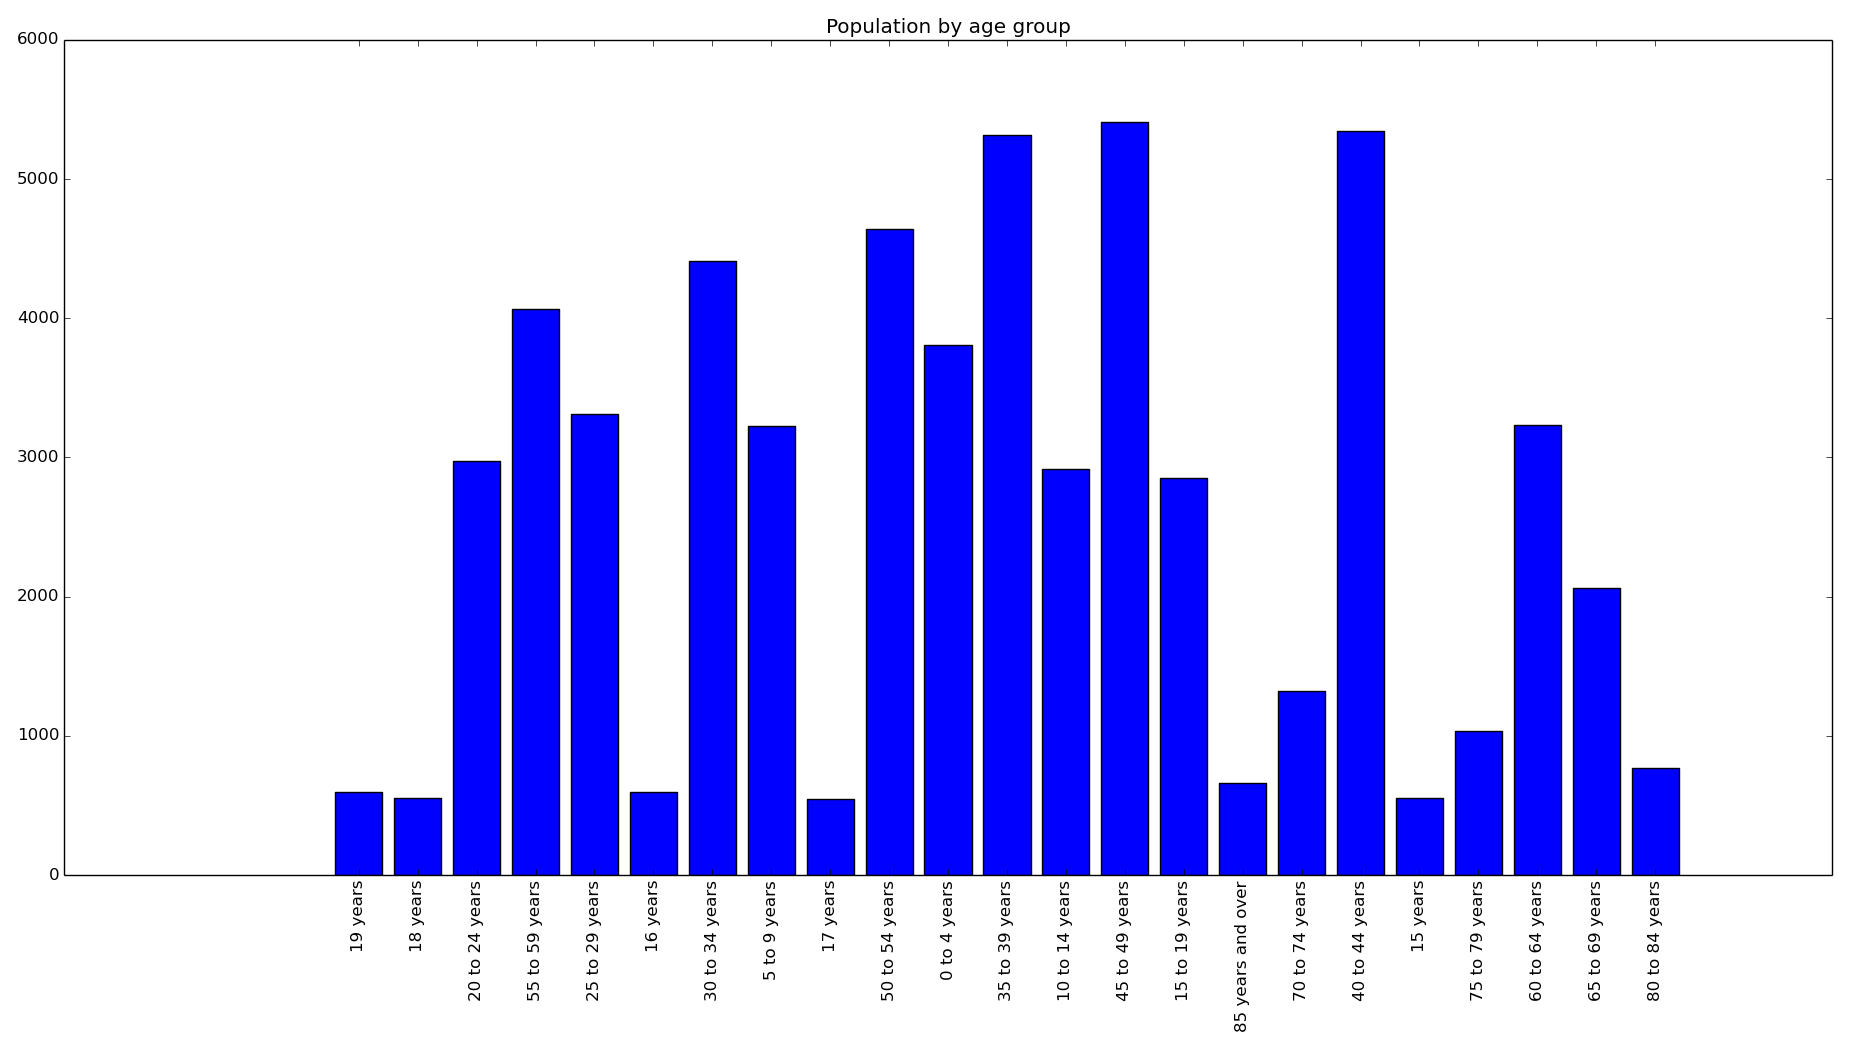 Population by age group
6000
5000
4000
3000
2000
1000
0
19 years
18 years
20 to 24 years
55 to 59 years
25 to 29 years
16 years
30 to 34 years
5 to 9 years
17 years
50 to 54 years
0 to 4 years
35 to 39 years
10 to 14 years
45 to 49 years
15 to 19 years
85 years and over
70 to 74 years
40 to 44 years
15 years
75 to 79 years
60 to 64 years
65 to 69 years
80 to 84 years